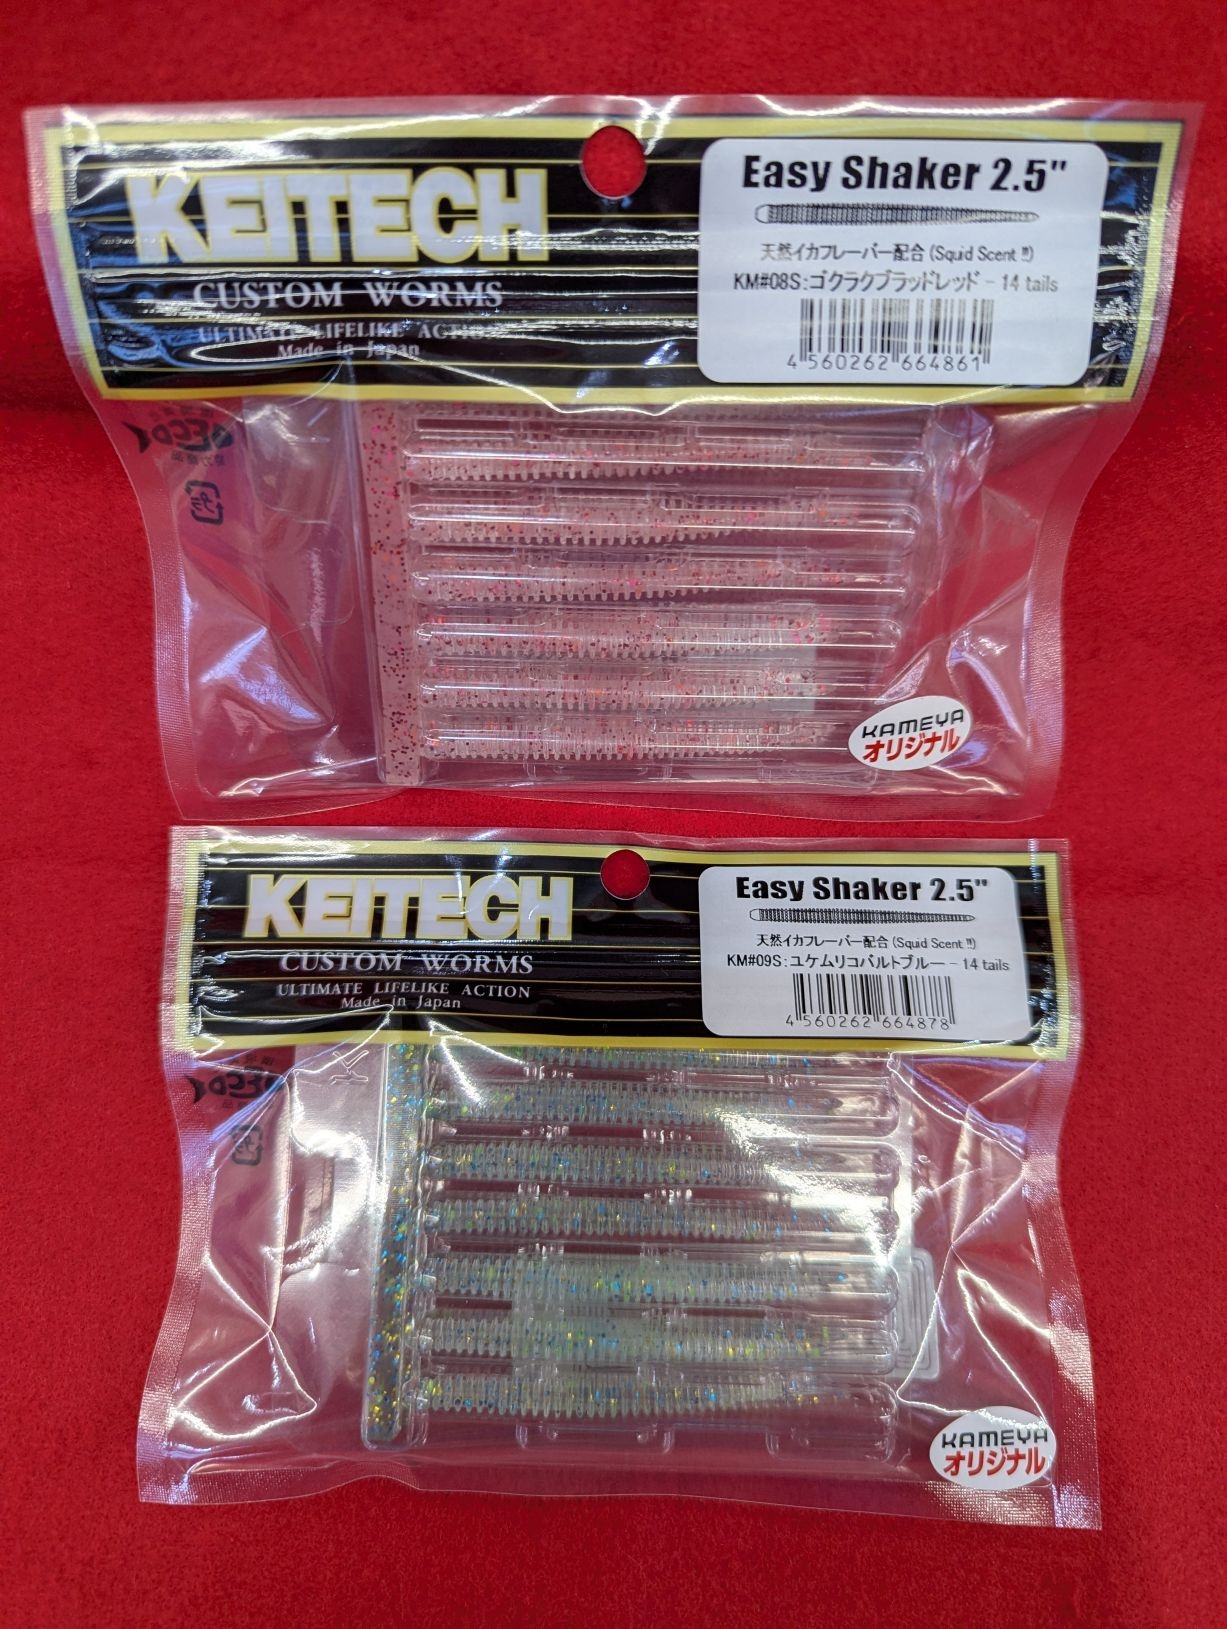 KEITECH
CUSTOM WORMS
ULTIMATE LIFELIKE ACTION
Made in Japan
Easy Shaker 2.5"
天然イカフレーバー配合 (Squid Scent !!)
KM#08S:ゴクラクブラッドレッド - 14 tails
4 560262 664861
KAMEYA
オリジナル
KEITECH
CUSTOM WORMS
ULTIMATE LIFELIKE ACTION
Made in Japan
Easy Shaker 2.5"
天然イカフレーバー配合 (Squid Scent !!)
KM#09S:ユケムリコバルトブルー - 14 tails
4 560262 664878
KAMEYA
オリジナル